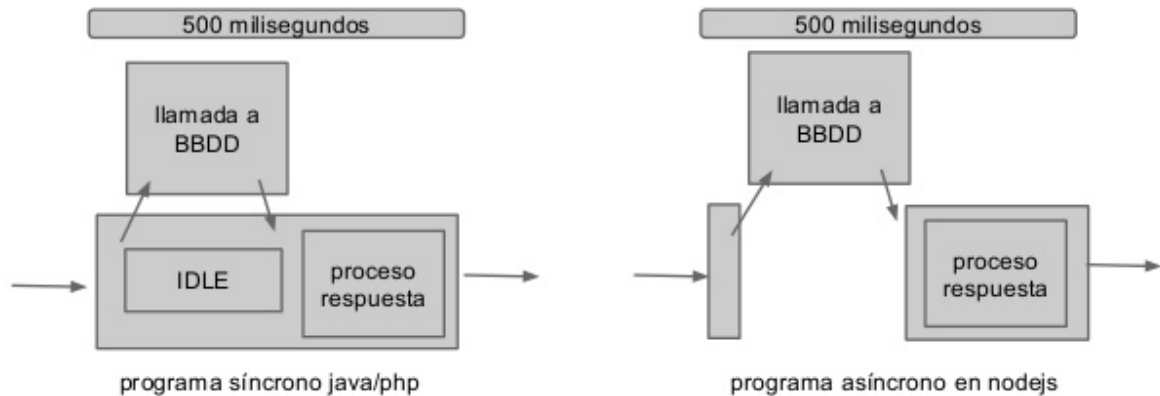 500 milisegundos
llamada a
BBDD
IDLE
proceso
respuesta
programa síncrono java/php
500 milisegundos
llamada a
BBDD
proceso
respuesta
programa asíncrono en nodejs